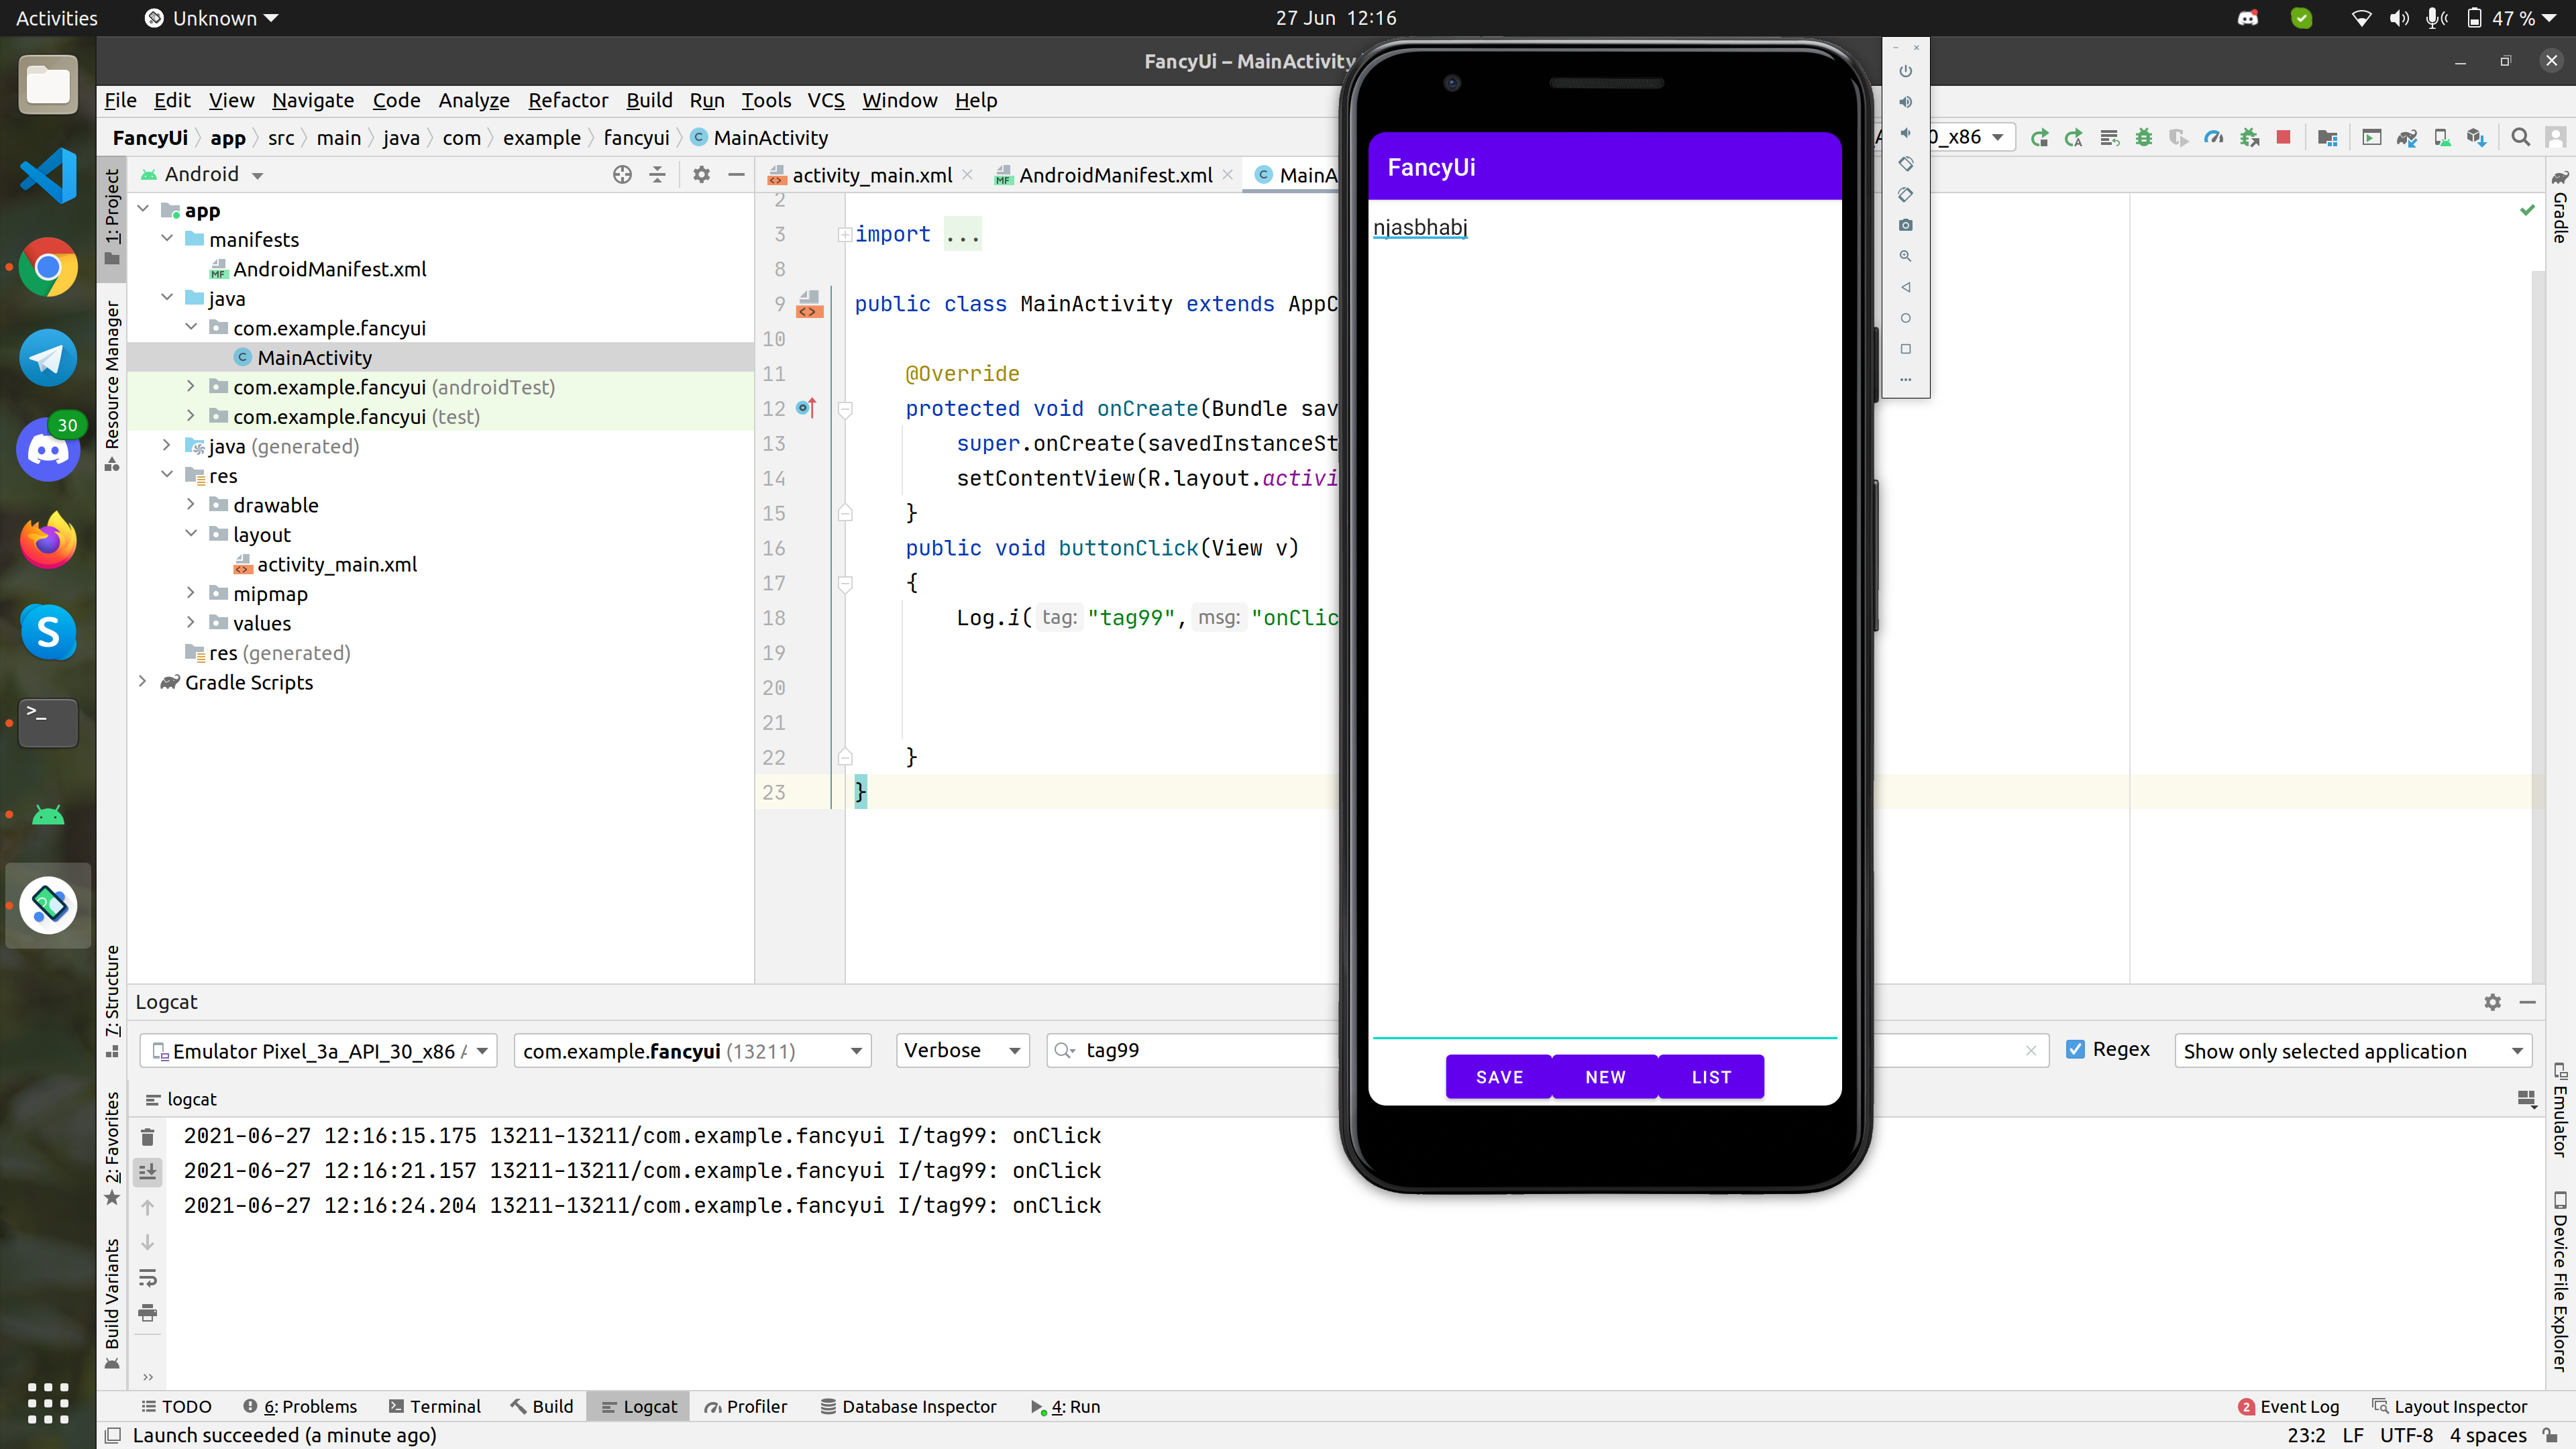 Activities
Unknown
27 Jun 12:16
47 %
FancyUi – MainActivity
File Edit View Navigate Code Analyze Refactor Build Run Tools VCS Window Help
FancyUi app src main java com example fancyui MainActivity
0_x86
Android
activity_main.xml
AndroidManifest.xml
1: Project
Resource Manager
7: Structure
2: Favorites
Build Variants
app
manifests
AndroidManifest.xml
java
com.example.fancyui
MainActivity
com.example.fancyui (androidTest)
com.example.fancyui (test)
java (generated)
res
drawable
layout
activity_main.xml
mipmap
values
res (generated)
Gradle Scripts
30
2
3 import ...
8
9 public class MainActivity extends
10
11 @Override
12 protected void onCreate(Bundle
13 super.onCreate(
14 setContentView(R.layout.
15 }
16 public void buttonClick(View v)
17 {
18 Log.i( tag: "tag99", msg:
19
20
21
22 }
23 }
FancyUi
njasbhabj
SAVE NEW LIST
Gradle
Emulator
Device File Explorer
Logcat
Emulator Pixel_3a_API_30_x86
com.example.fancyui (13211)
Verbose
tag99
Regex
Show only selected application
logcat
2021-06-27 12:16:15.175 13211-13211/com.example.fancyui I/tag99: onClick
2021-06-27 12:16:21.157 13211-13211/com.example.fancyui I/tag99: onClick
2021-06-27 12:16:24.204 13211-13211/com.example.fancyui I/tag99: onClick
TODO 6: Problems Terminal Build Logcat Profiler Database Inspector 4: Run
2 Event Log Layout Inspector
Launch succeeded (a minute ago)
23:2 LF UTF-8 4 spaces